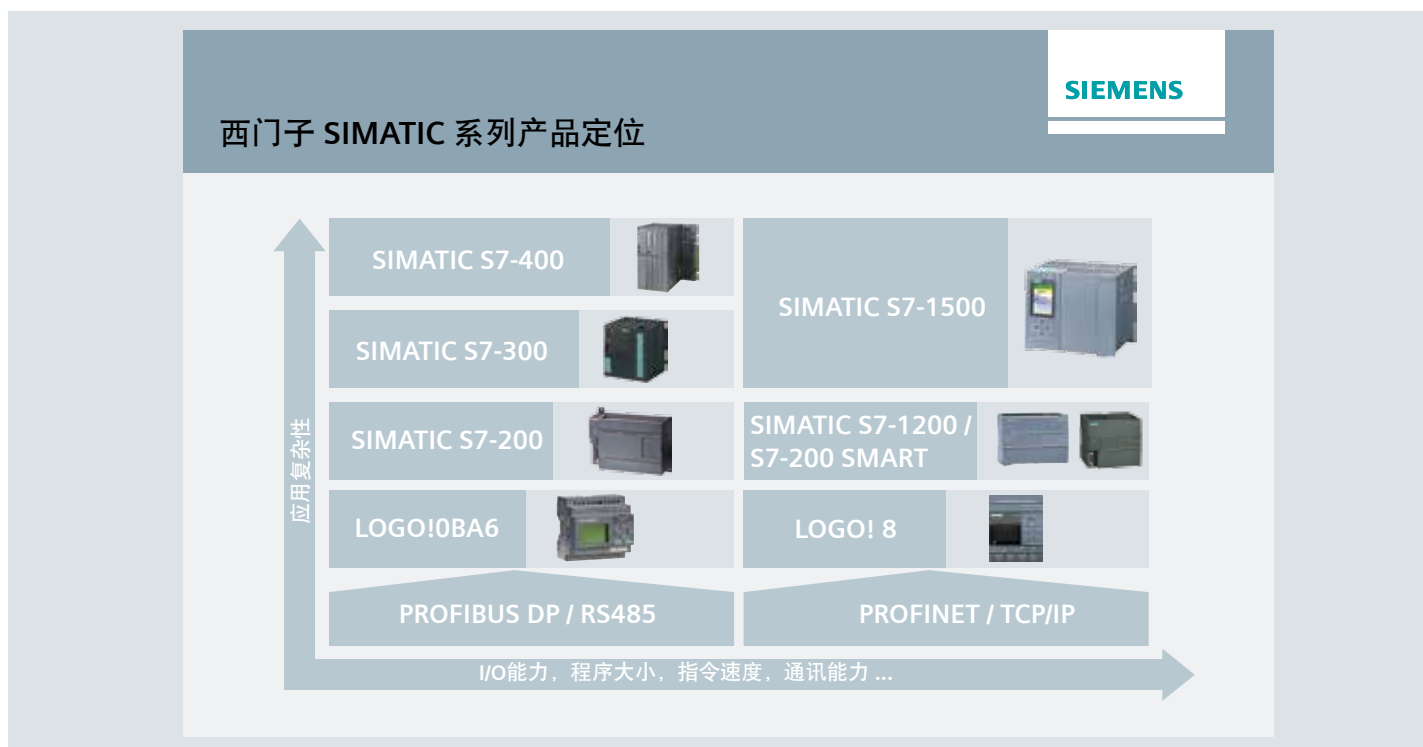 SIEMENS
西门子 SIMATIC 系列产品定位
SIMATIC S7-400
SIMATIC S7-1500
SIMATIC S7-300
SIMATIC S7-200
SIMATIC S7-1200 /
S7-200 SMART
LOGO!0BA6
LOGO! 8
PROFIBUS DP / RS485
PROFINET / TCP/IP
应用复杂性
I/O能力，程序大小，指令速度，通讯能力 ...